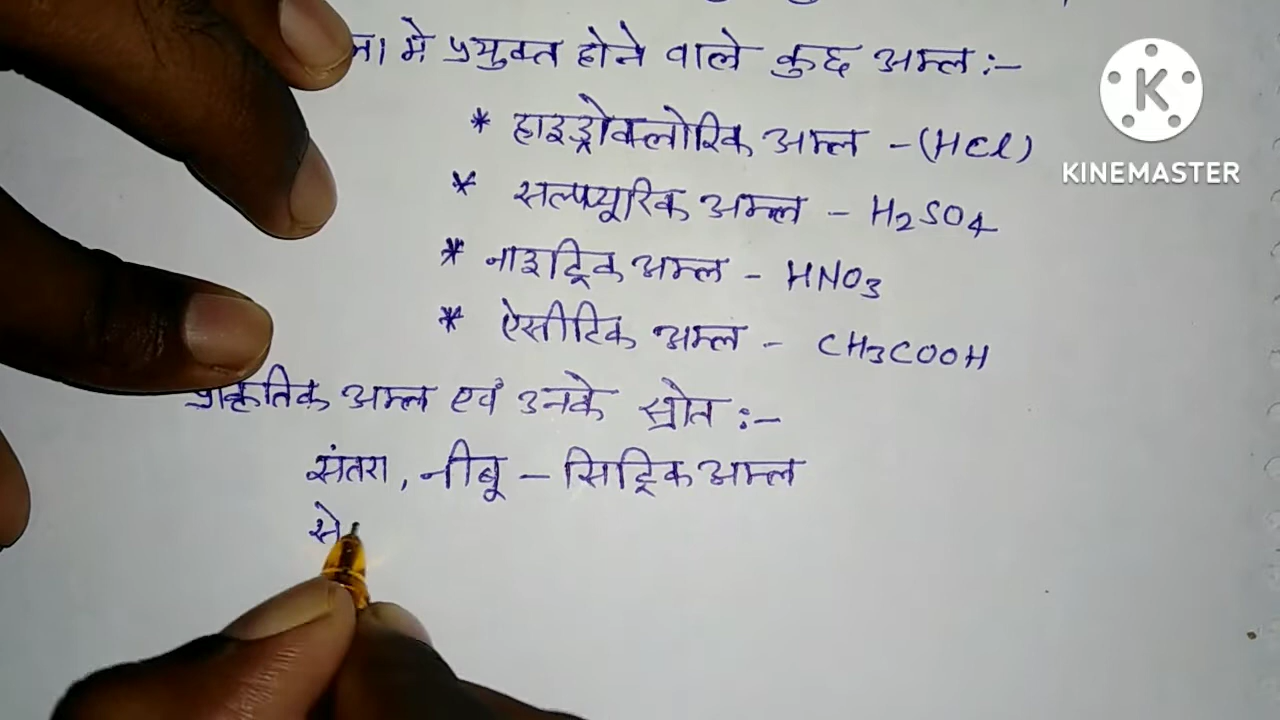 में प्रयुक्त होने वाले कुछ अम्ल :-
* हाइड्रोक्लोरिक अम्ल - (HCl)
* सल्फ्यूरिक अम्ल - H2SO4
* नाइट्रिक अम्ल - HNO3
* ऐसीटिक अम्ल - CH3COOH
प्राकृतिक अम्ल एवं उनके स्रोत :-
संतरा, नीबू - सिट्रिक अम्ल
से
K
KINEMASTER